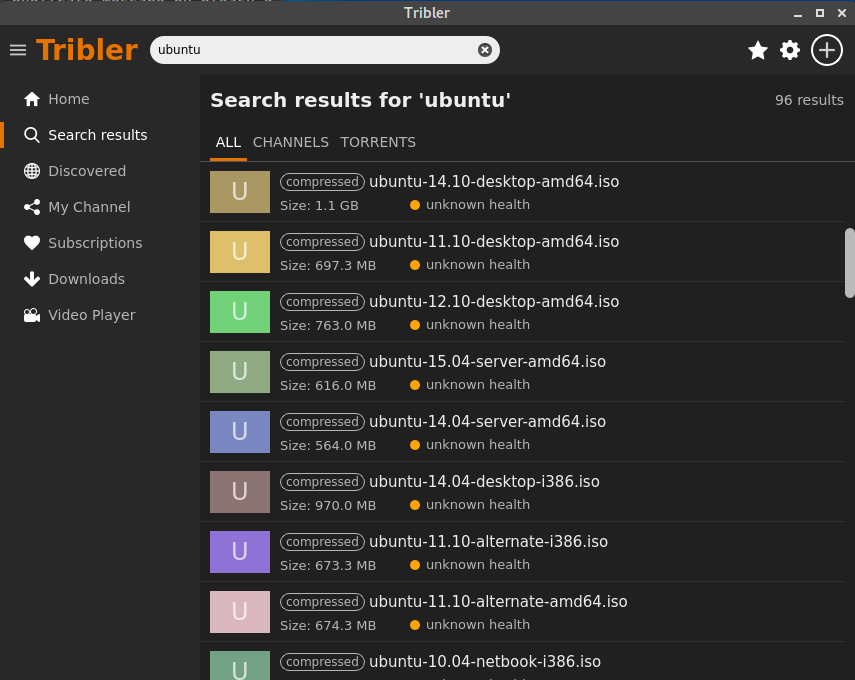 Tribler
Tribler
ubuntu
Home
Search results
Discovered
My Channel
Subscriptions
Downloads
Video Player
Search results for 'ubuntu'
96 results
ALL CHANNELS TORRENTS
U
compressed ubuntu-14.10-desktop-amd64.iso
Size: 1.1 GB unknown health
U
compressed ubuntu-11.10-desktop-amd64.iso
Size: 697.3 MB unknown health
U
compressed ubuntu-12.10-desktop-amd64.iso
Size: 763.0 MB unknown health
U
compressed ubuntu-15.04-server-amd64.iso
Size: 616.0 MB unknown health
U
compressed ubuntu-14.04-server-amd64.iso
Size: 564.0 MB unknown health
U
compressed ubuntu-14.04-desktop-i386.iso
Size: 970.0 MB unknown health
U
compressed ubuntu-11.10-alternate-i386.iso
Size: 673.3 MB unknown health
U
compressed ubuntu-11.10-alternate-amd64.iso
Size: 674.3 MB unknown health
U
compressed ubuntu-10.04-netbook-i386.iso